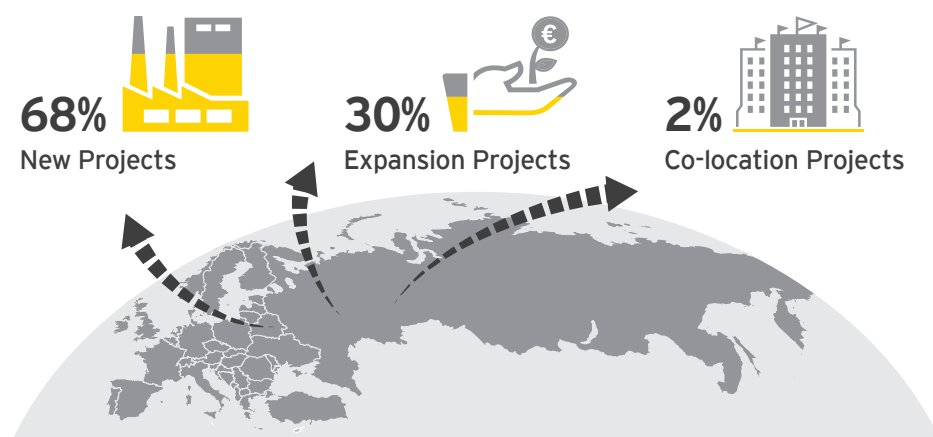 68%
New Projects
€
30%
Expansion Projects
2%
Co-location Projects